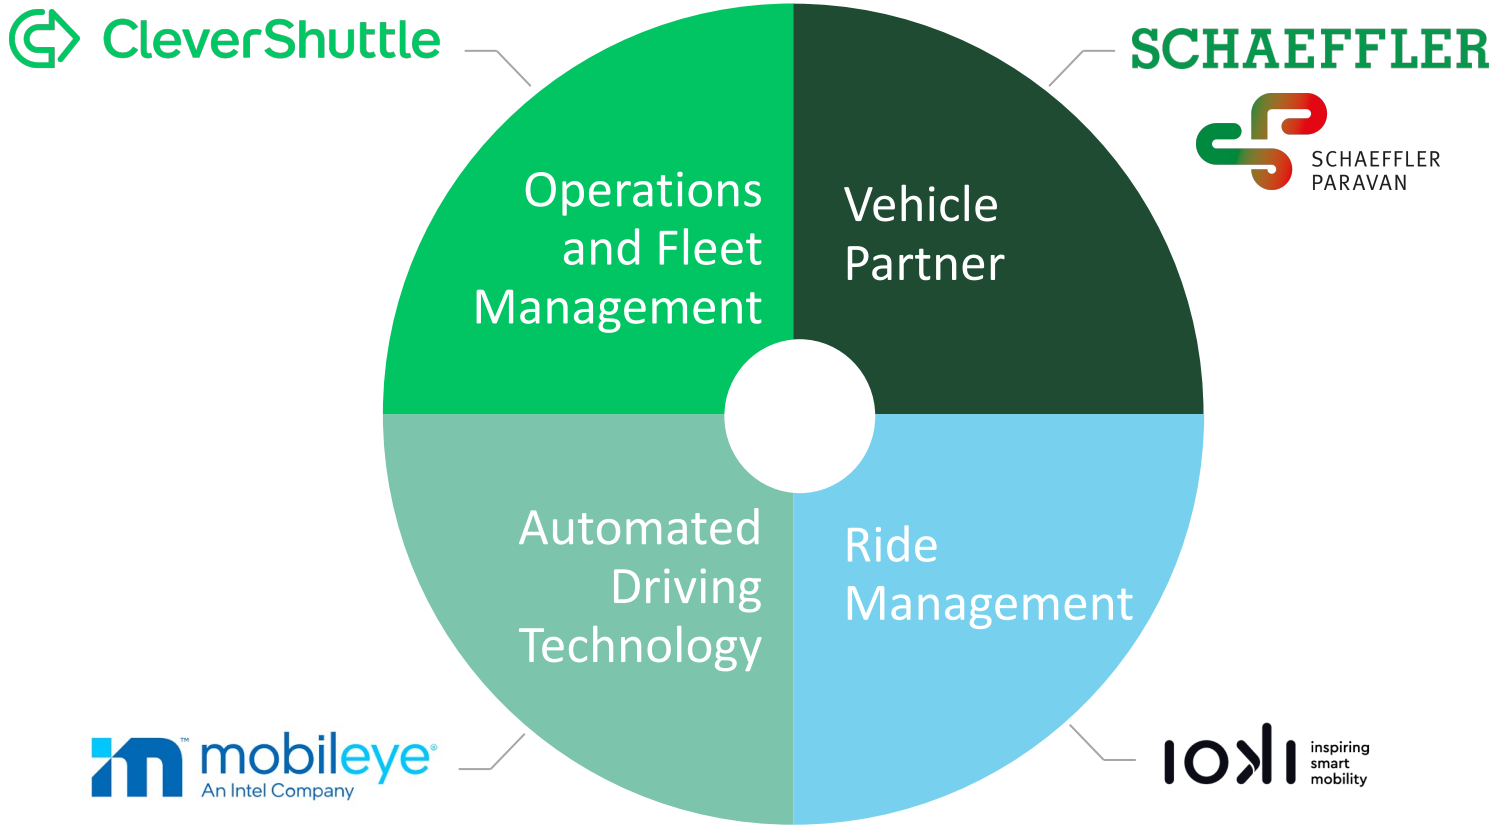 CleverShuttle
SCHAEFFLER
SCHAEFFLER
PARAVAN
Operations
and Fleet
Management
Vehicle
Partner
Automated
Driving
Technology
Ride
Management
m™ mobileye®
An Intel Company
ioki
inspiring
smart
mobility